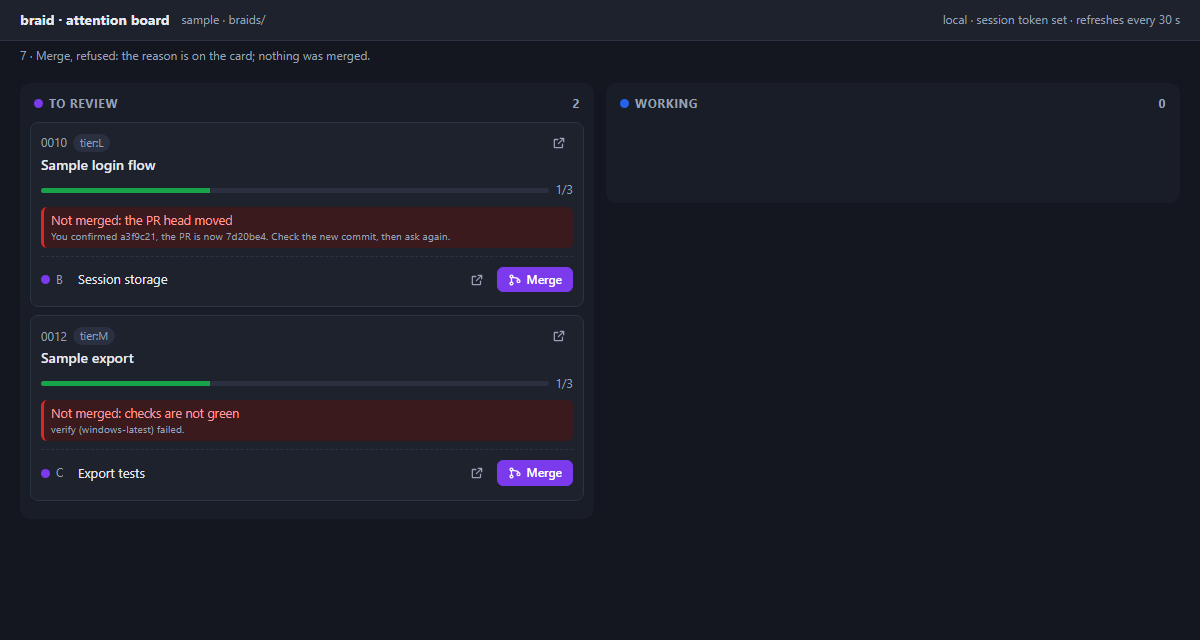 braid · attention board sample · braids/ local · session token set · refreshes every 30 s
7 · Merge, refused: the reason is on the card; nothing was merged.
TO REVIEW 2
0010 tier:L
Sample login flow
1/3
Not merged: the PR head moved
You confirmed a3f9c21, the PR is now 7d20be4. Check the new commit, then ask again.
B Session storage Merge
0012 tier:M
Sample export
1/3
Not merged: checks are not green
verify (windows-latest) failed.
C Export tests Merge
WORKING 0